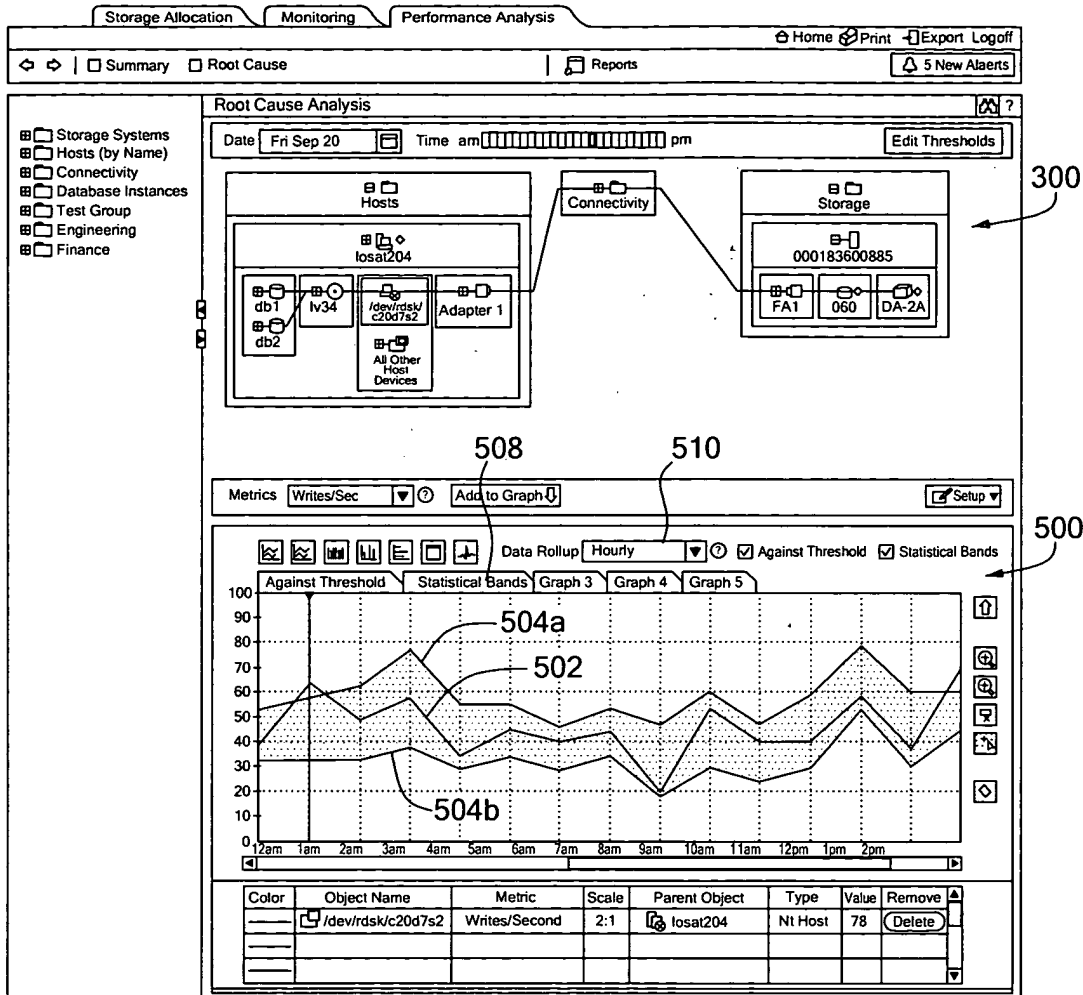 Storage Allocation Monitoring Performance Analysis
Home Print Export Logoff
Summary Root Cause Reports 5 New Alaerts
Root Cause Analysis ?
Storage Systems
Hosts (by Name)
Connectivity
Database Instances
Test Group
Engineering
Finance
Date Fri Sep 20 Time am pm Edit Thresholds
300
Hosts
Connectivity
Storage
losat204
000183600885
db1
db2
lv34
/dev/rdsk/
c20d7s2
Adapter 1
All Other
Host
Devices
FA1
060
DA-2A
508
510
Metrics Writes/Sec ? Add to Graph Setup
500
Data Rollup Hourly ? Against Threshold Statistical Bands
Against Threshold Statistical Bands Graph 3 Graph 4 Graph 5
100
90
80
70
60
50
40
30
20
10
0
504a
502
504b
12am 1am 2am 3am 4am 5am 6am 7am 8am 9am 10am 11am 12pm 1pm 2pm
Color Object Name Metric Scale Parent Object Type Value Remove
/dev/rdsk/c20d7s2 Writes/Second 2:1 losat204 Nt Host 78 Delete